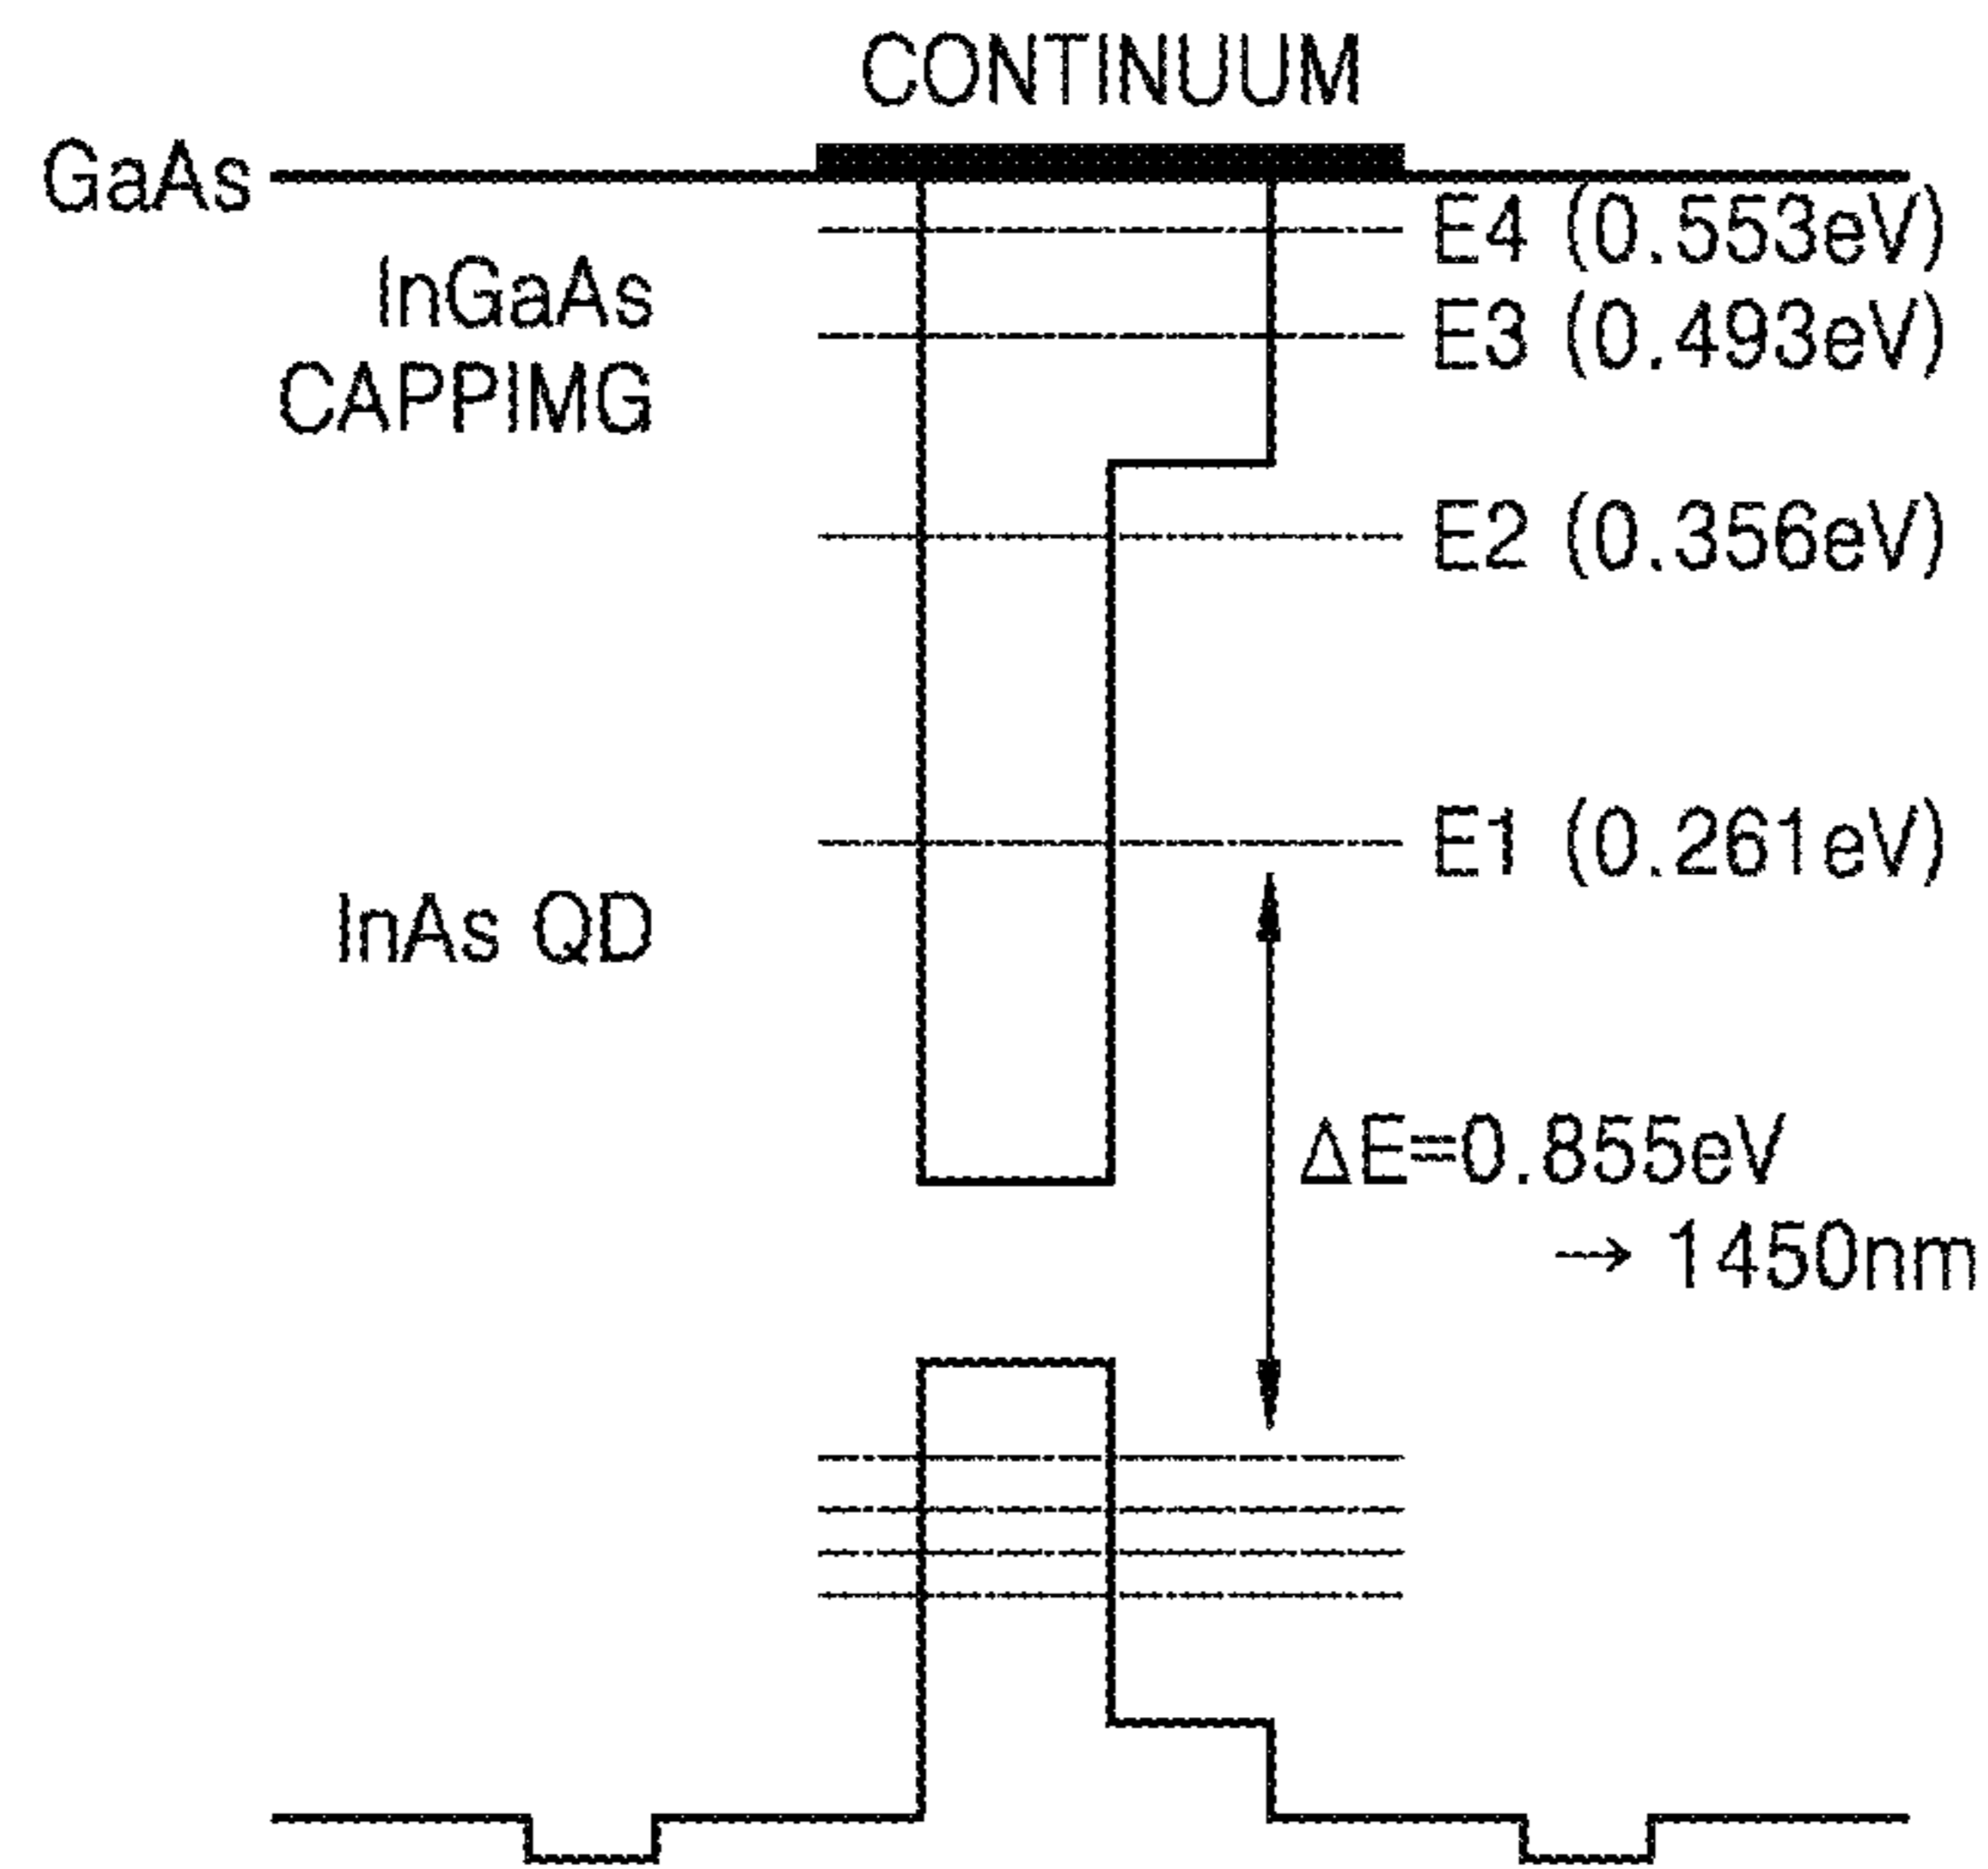 CONTINUUM
GaAs
E4 (0.553eV)
InGaAs
CAPPIMG
E3 (0.493eV)
E2 (0.356eV)
E1 (0.261eV)
InAs QD
ΔE=0.855eV
→ 1450nm